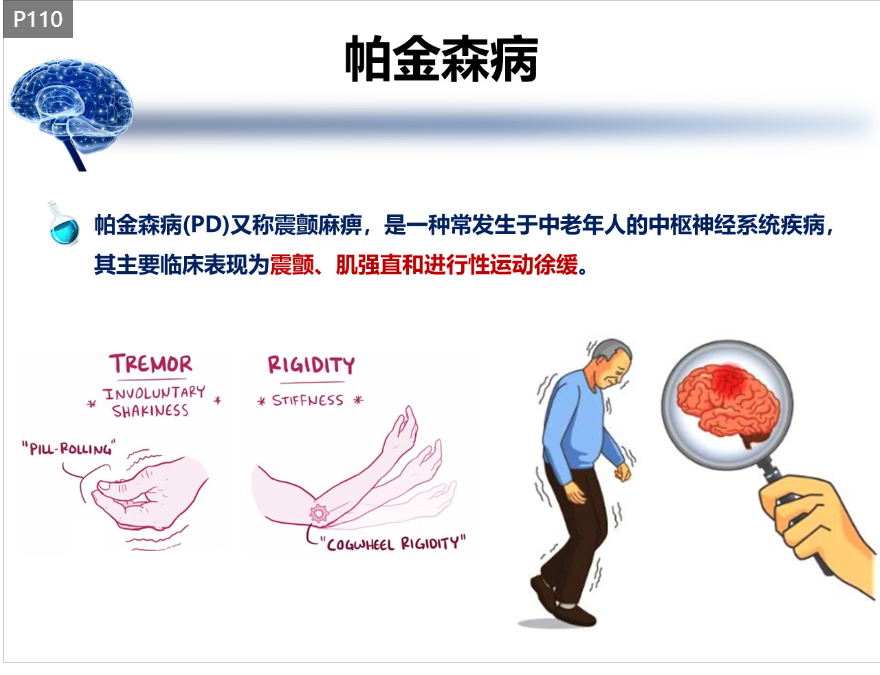 P110
帕金森病
帕金森病(PD)又称震颤麻痹，是一种常发生于中老年人的中枢神经系统疾病，
其主要临床表现为震颤、肌强直和进行性运动徐缓。
TREMOR
* INVOLUNTARY *
SHAKINESS
"PILL-ROLLING"
RIGIDITY
* STIFFNESS *
"COGWHEEL RIGIDITY"